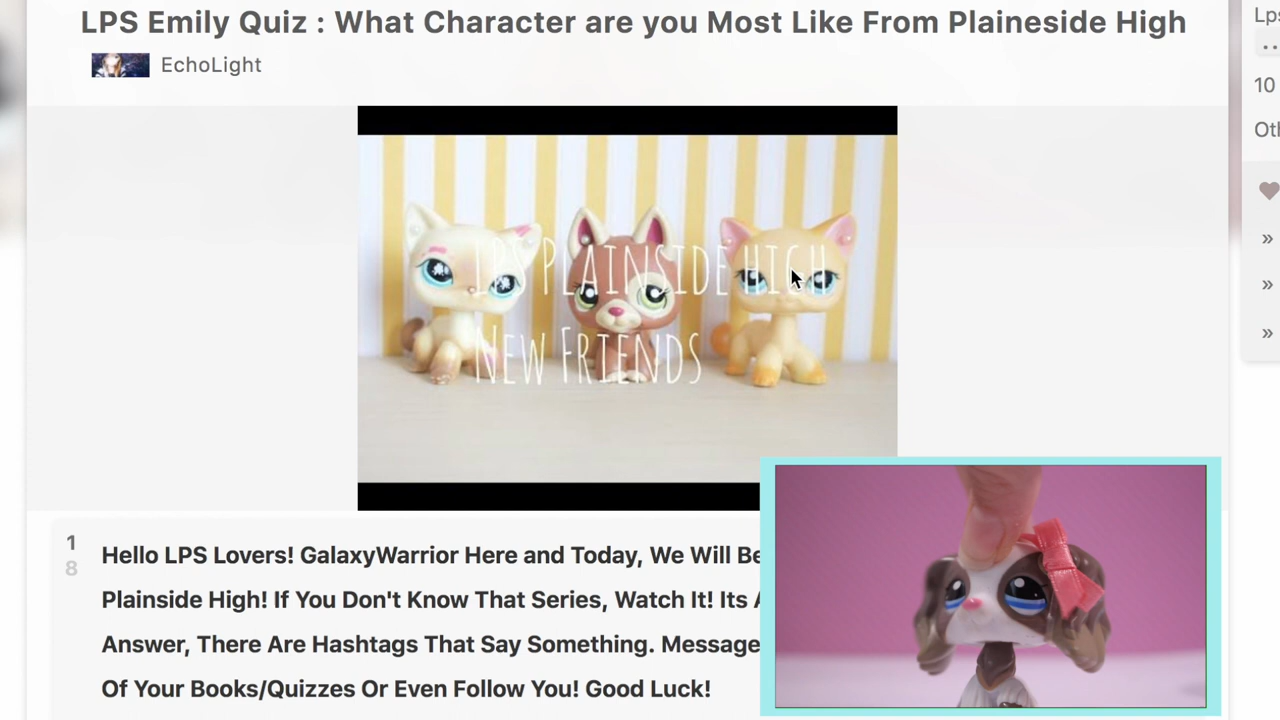 LPS Emily Quiz : What Character are you Most Like From Plaineside High
EchoLight
LPS PLAINSIDE HIGH
NEW FRIENDS
1
8
Hello LPS Lovers! GalaxyWarrior Here and Today, We Will Be
Plainside High! If You Don't Know That Series, Watch It! Its A
Answer, There Are Hashtags That Say Something. Message
Of Your Books/Quizzes Or Even Follow You! Good Luck!
Lps
..
10
Oth
»
»
»